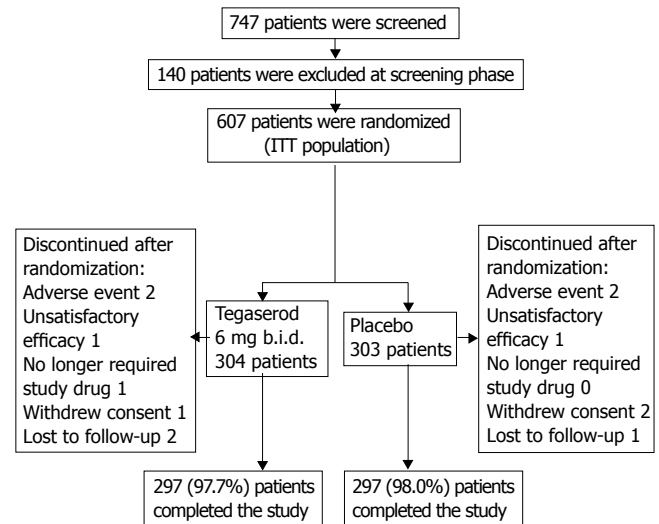 747 patients were screened
140 patients were excluded at screening phase
607 patients were randomized
(ITT population)
Discontinued after
randomization:
Adverse event 2
Unsatisfactory
efficacy 1
No longer required
study drug 1
Withdrew consent 1
Lost to follow-up 2
Tegaserod
6 mg b.i.d.
304 patients
Placebo
303 patients
Discontinued after
randomization:
Adverse event 2
Unsatisfactory
efficacy 1
No longer required
study drug 0
Withdrew consent 2
Lost to follow-up 1
297 (97.7%) patients
completed the study
297 (98.0%) patients
completed the study